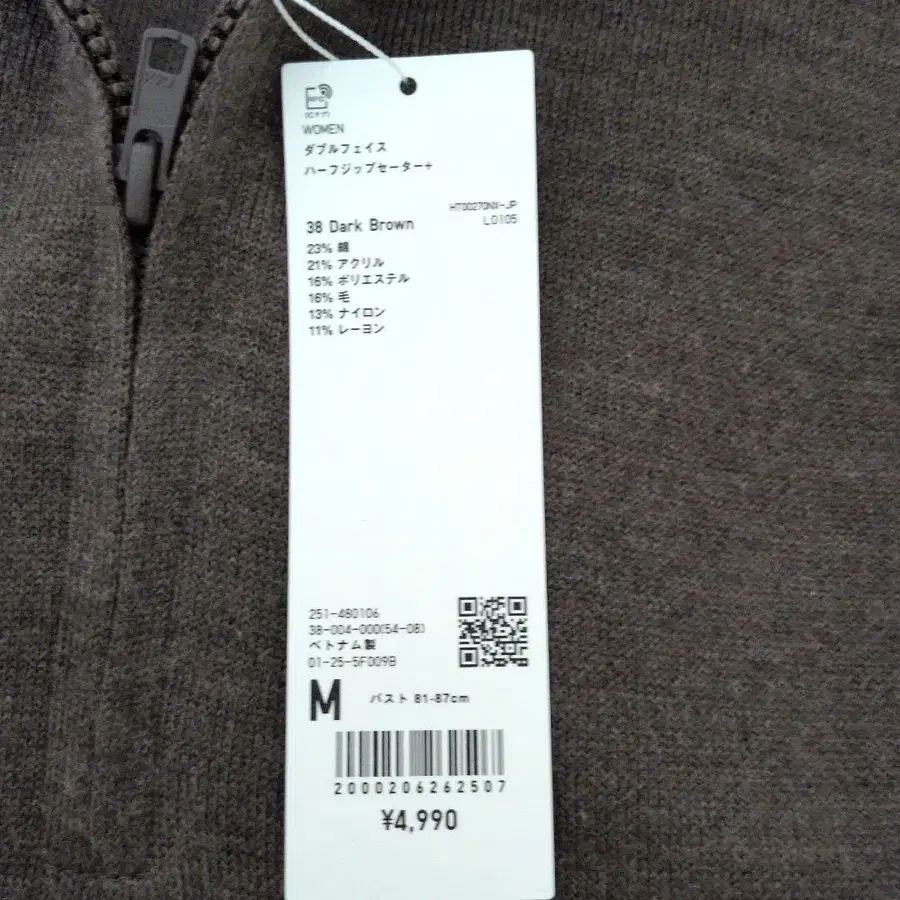 (ICタグ)
WOMEN
ダブルフェイス
ハーフジップセーター+
HT00270NX-JP
38 Dark Brown L0105
23% 綿
21% アクリル
16% ポリエステル
16% 毛
13% ナイロン
11% レーヨン
251-480106
38-004-000(54-08)
ベトナム製
01-25-5F009B
M バスト 81-87cm
2000206262507
¥4,990